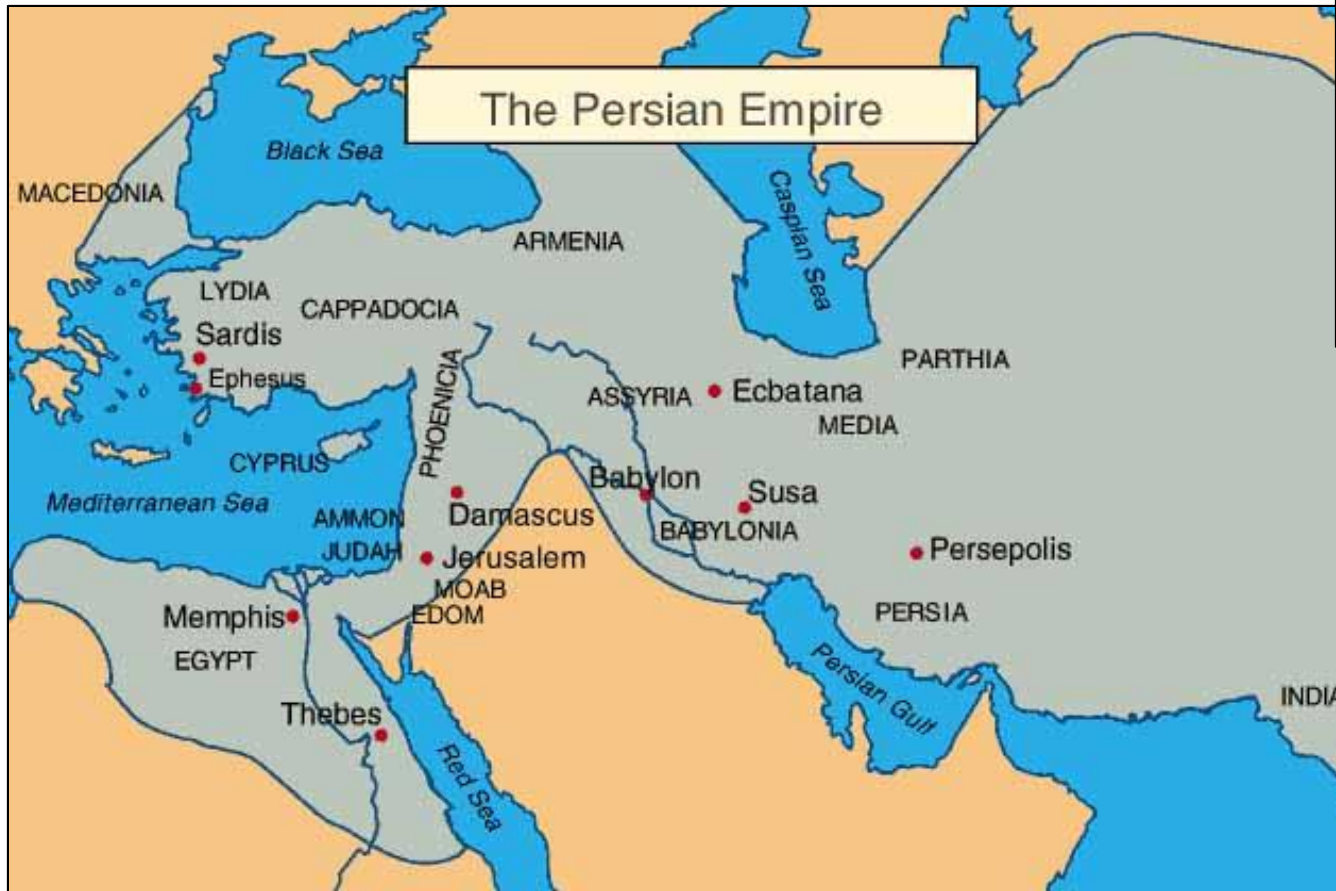 The Persian Empire
Black Sea
MACEDONIA
Caspian Sea
ARMENIA
LYDIA
CAPPADOCIA
Sardis
PARTHIA
Ephesus
PHOENICIA
ASSYRIA
Ecbatana
MEDIA
CYPRUS
Mediterranean Sea
Babylon
Susa
AMMON
Damascus
BABYLONIA
JUDAH
Jerusalem
Persepolis
MOAB
EDOM
Memphis
PERSIA
EGYPT
Persian Gulf
INDIA
Thebes
Red Sea